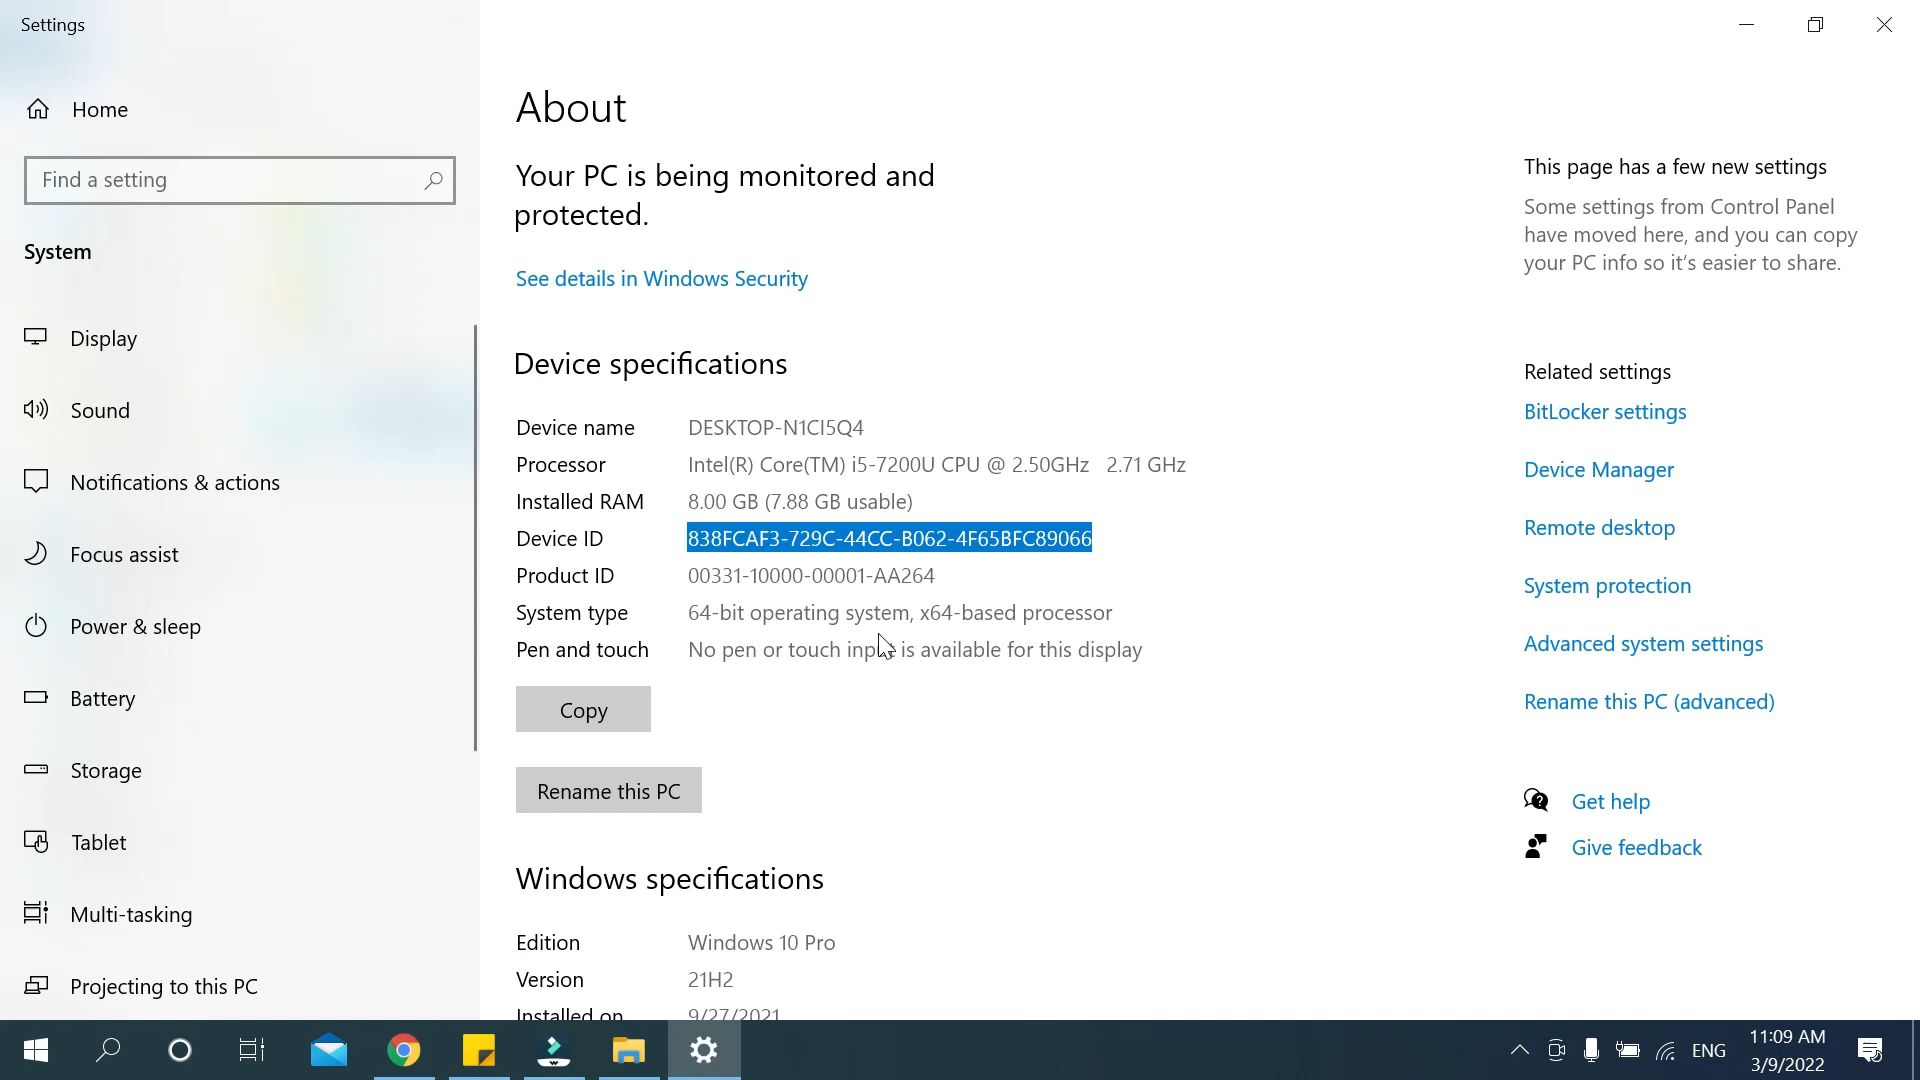 Settings
Home
Find a setting
System
Display
Sound
Notifications & actions
Focus assist
Power & sleep
Battery
Storage
Tablet
Multi-tasking
Projecting to this PC
About
Your PC is being monitored and
protected.
See details in Windows Security
Device specifications
Device name DESKTOP-N1CI5Q4
Processor Intel(R) Core(TM) i5-7200U CPU @ 2.50GHz 2.71 GHz
Installed RAM 8.00 GB (7.88 GB usable)
Device ID 838FCAF3-729C-44CC-B062-4F65BFC89066
Product ID 00331-10000-00001-AA264
System type 64-bit operating system, x64-based processor
Pen and touch No pen or touch input is available for this display
Copy
Rename this PC
Windows specifications
Edition Windows 10 Pro
Version 21H2
Installed on 9/27/2021
This page has a few new settings
Some settings from Control Panel
have moved here, and you can copy
your PC info so it's easier to share.
Related settings
BitLocker settings
Device Manager
Remote desktop
System protection
Advanced system settings
Rename this PC (advanced)
Get help
Give feedback
ENG
11:09 AM
3/9/2022